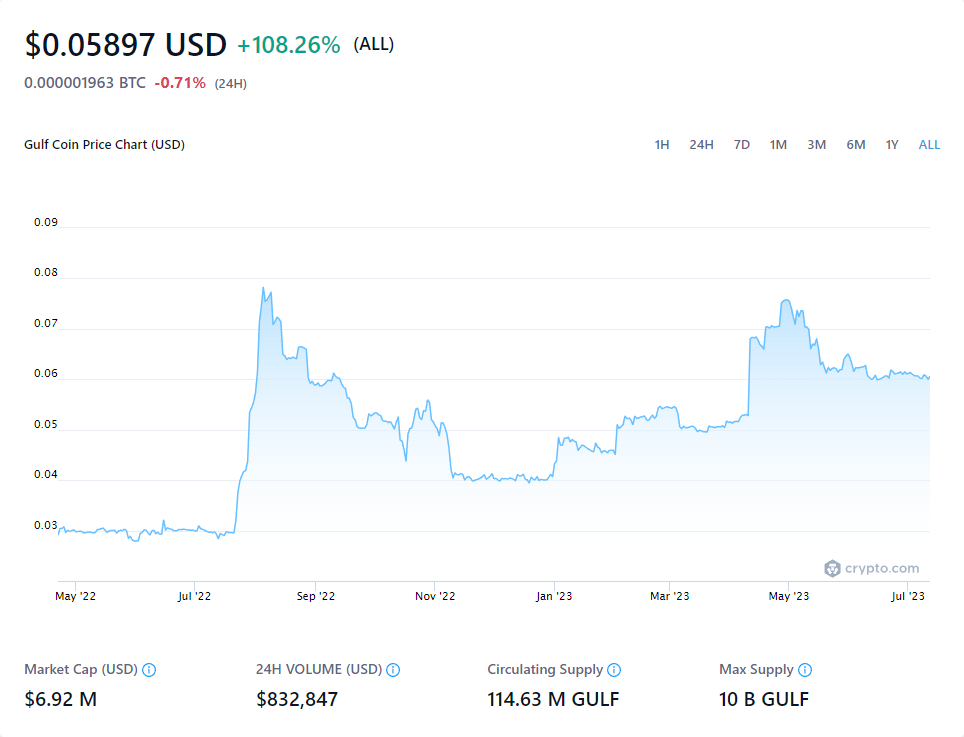 $0.05897 USD +108.26% (ALL)
0.000001963 BTC -0.71% (24H)
Gulf Coin Price Chart (USD) 1H 24H 7D 1M 3M 6M 1Y ALL
0.09
0.08
0.07
0.06
0.05
0.04
0.03
crypto.com
May '22 Jul '22 Sep '22 Nov '22 Jan '23 Mar '23 May '23 Jul '23
Market Cap (USD) 24H VOLUME (USD) Circulating Supply Max Supply
$6.92 M $832,847 114.63 M GULF 10 B GULF